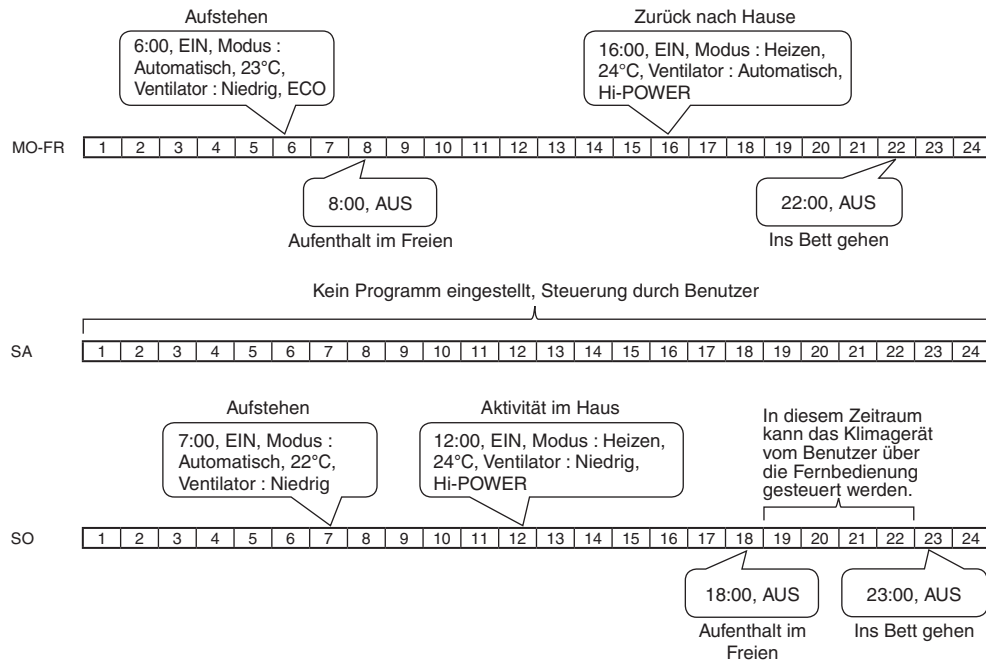 Aufstehen
6:00, EIN, Modus :
Automatisch, 23°C,
Ventilator : Niedrig, ECO
Zurück nach Hause
16:00, EIN, Modus : Heizen,
24°C, Ventilator : Automatisch,
Hi-POWER
MO-FR 1 2 3 4 5 6 7 8 9 10 11 12 13 14 15 16 17 18 19 20 21 22 23 24
8:00, AUS
Aufenthalt im Freien
22:00, AUS
Ins Bett gehen
Kein Programm eingestellt, Steuerung durch Benutzer
SA 1 2 3 4 5 6 7 8 9 10 11 12 13 14 15 16 17 18 19 20 21 22 23 24
Aufstehen
7:00, EIN, Modus :
Automatisch, 22°C,
Ventilator : Niedrig
Aktivität im Haus
12:00, EIN, Modus : Heizen,
24°C, Ventilator : Niedrig,
Hi-POWER
In diesem Zeitraum
kann das Klimagerät
vom Benutzer über
die Fernbedienung
gesteuert werden.
SO 1 2 3 4 5 6 7 8 9 10 11 12 13 14 15 16 17 18 19 20 21 22 23 24
18:00, AUS
Aufenthalt im
Freien
23:00, AUS
Ins Bett gehen